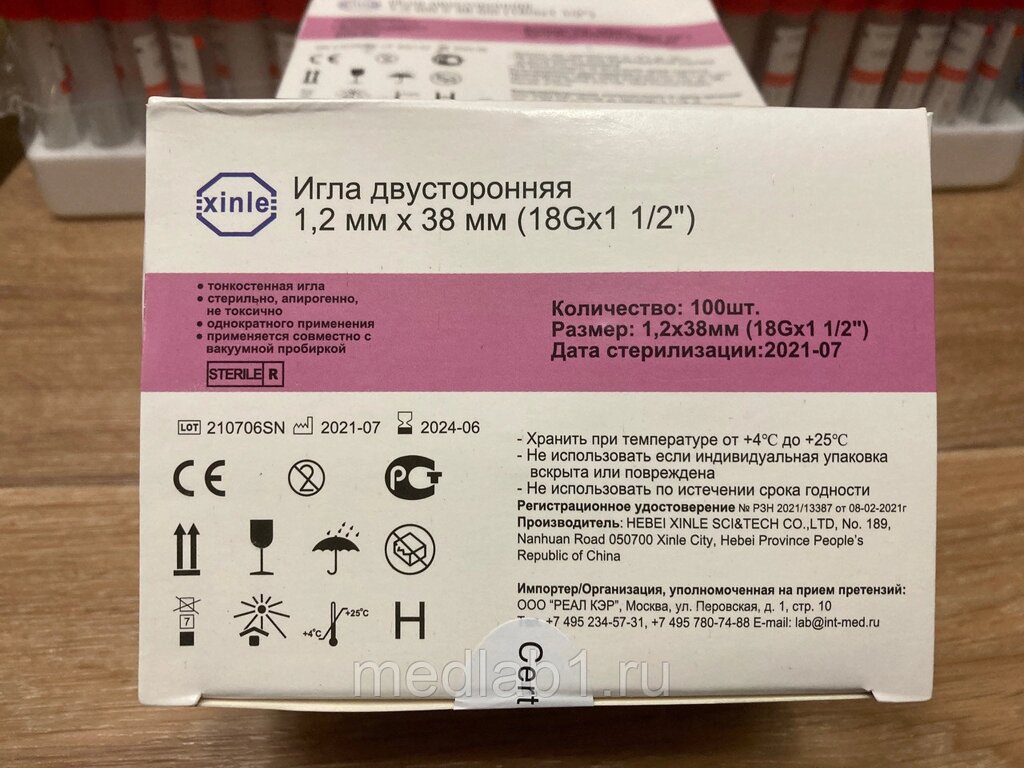 xinle
Игла двусторонняя
1,2 мм x 38 мм (18Gx1 1/2")
• тонкостенная игла
• стерильно, апирогенно,
не токсично
• однократного применения
• применяется совместно с
вакуумной пробиркой
STERILE R
Количество: 100шт.
Размер: 1,2x38мм (18Gx1 1/2")
Дата стерилизации:2021-07
LOT 210706SN 2021-07 2024-06
CE 2 РСТ
- Хранить при температуре от +4℃ до +25℃
- Не использовать если индивидуальная упаковка
вскрыта или повреждена
- Не использовать по истечении срока годности
Регистрационное удостоверение № РЗН 2021/13387 от 08-02-2021г
Производитель: HEBEI XINLE SCI&TECH CO.,LTD, No. 189,
Nanhuan Road 050700 Xinle City, Hebei Province People's
Republic of China
7
+4℃ +25℃
H
Импортер/Организация, уполномоченная на прием претензий:
ООО "РЕАЛ КЭР", Москва, ул. Перовская, д. 1, стр. 10
+7 495 234-57-31, +7 495 780-74-88 E-mail: lab@int-med.ru
Cert
medlab1.ru